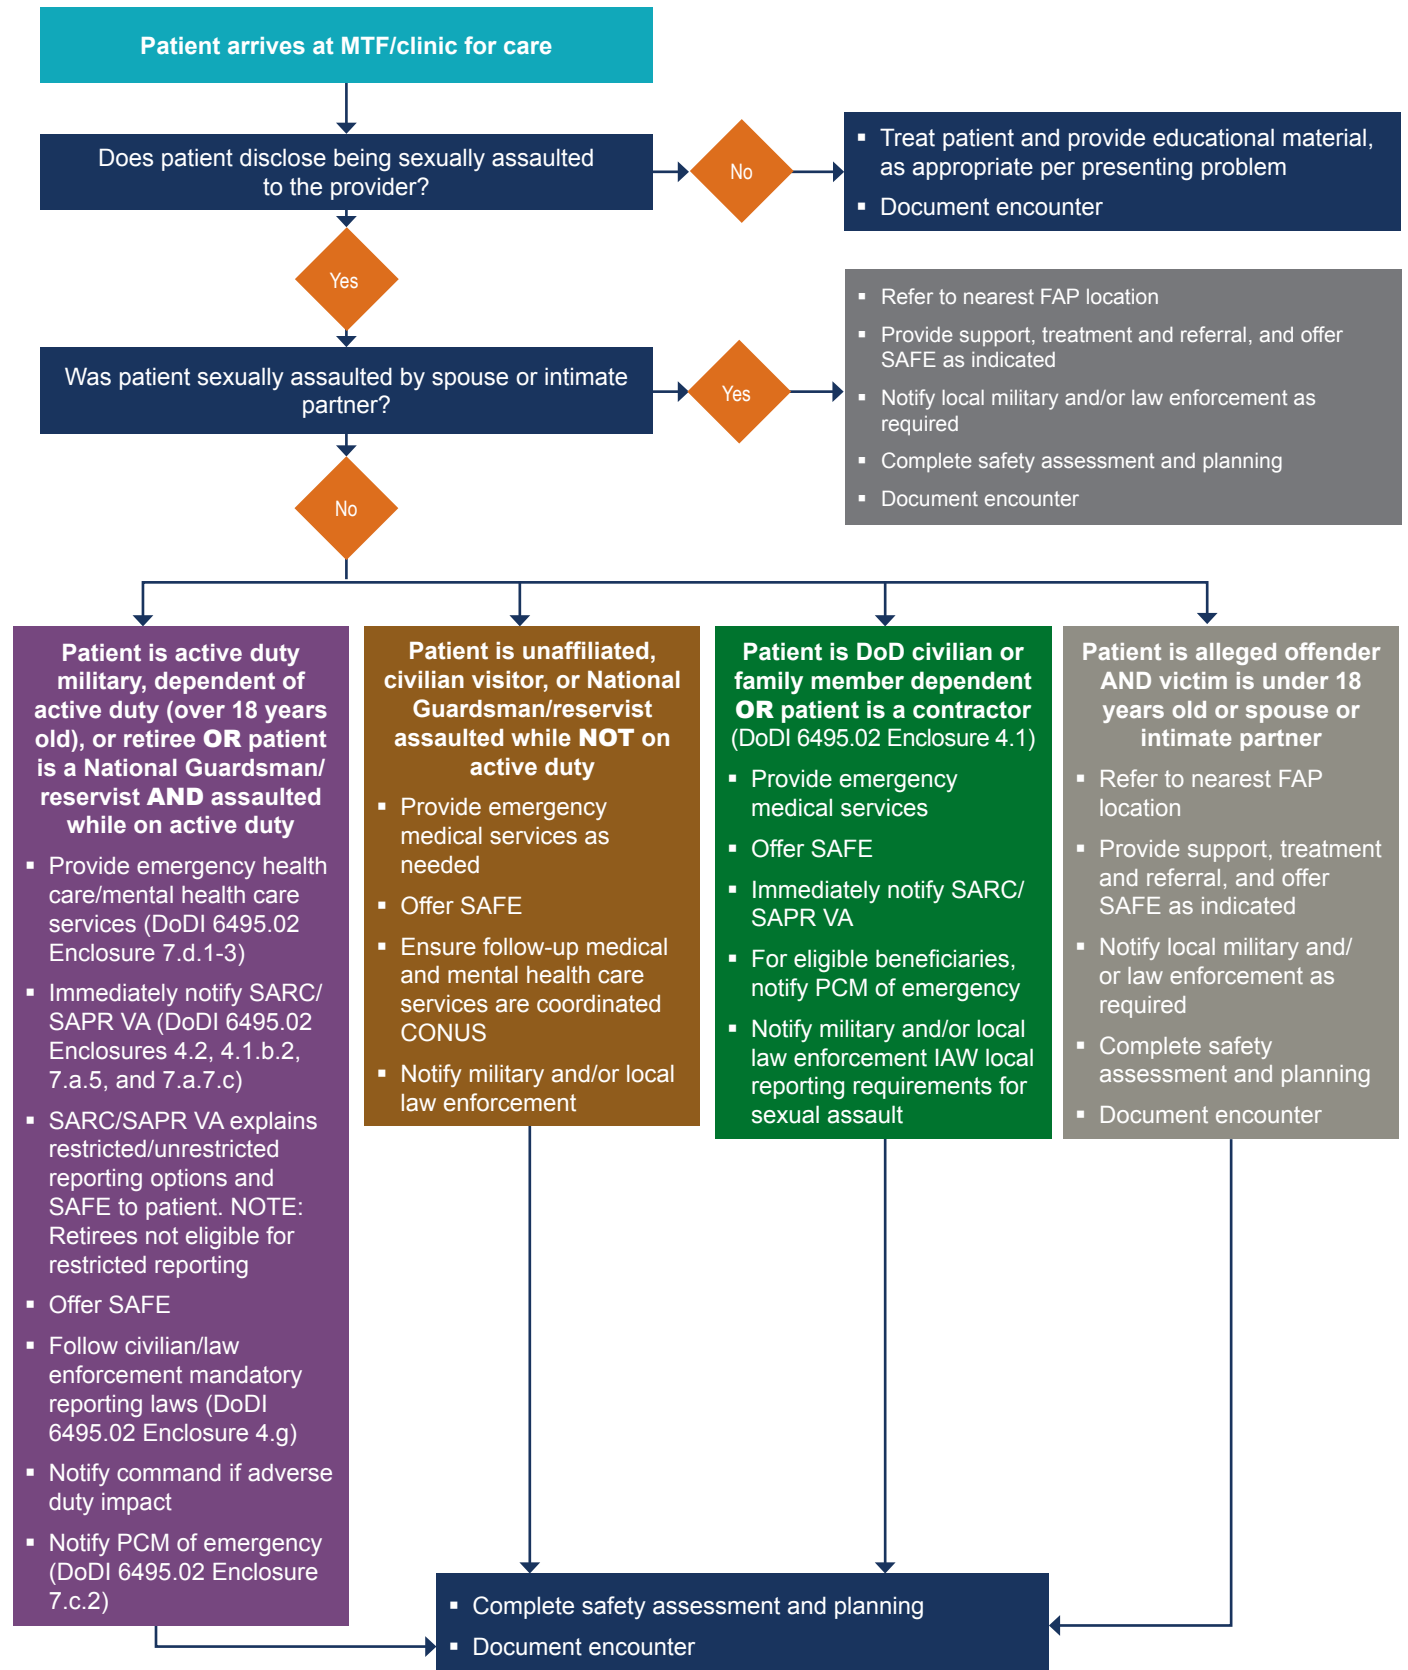 Patient arrives at MTF/clinic for care
Does patient disclose being sexually assaulted
to the provider?
No
▪ Treat patient and provide educational material,
as appropriate per presenting problem
▪ Document encounter
Yes
Was patient sexually assaulted by spouse or intimate
partner?
Yes
▪ Refer to nearest FAP location
▪ Provide support, treatment and referral, and offer
SAFE as indicated
▪ Notify local military and/or law enforcement as
required
▪ Complete safety assessment and planning
▪ Document encounter
No
Patient is active duty
military, dependent of
active duty (over 18 years
old), or retiree OR patient
is a National Guardsman/
reservist AND assaulted
while on active duty
▪ Provide emergency health
care/mental health care
services (DoDI 6495.02
Enclosure 7.d.1-3)
▪ Immediately notify SARC/
SAPR VA (DoDI 6495.02
Enclosures 4.2, 4.1.b.2,
7.a.5, and 7.a.7.c)
▪ SARC/SAPR VA explains
restricted/unrestricted
reporting options and
SAFE to patient. NOTE:
Retirees not eligible for
restricted reporting
▪ Offer SAFE
▪ Follow civilian/law
enforcement mandatory
reporting laws (DoDI
6495.02 Enclosure 4.g)
▪ Notify command if adverse
duty impact
▪ Notify PCM of emergency
(DoDI 6495.02 Enclosure
7.c.2)
Patient is unaffiliated,
civilian visitor, or National
Guardsman/reservist
assaulted while NOT on
active duty
▪ Provide emergency
medical services as
needed
▪ Offer SAFE
▪ Ensure follow-up medical
and mental health care
services are coordinated
CONUS
▪ Notify military and/or local
law enforcement
Patient is DoD civilian or
family member dependent
OR patient is a contractor
(DoDI 6495.02 Enclosure 4.1)
▪ Provide emergency
medical services
▪ Offer SAFE
▪ Immediately notify SARC/
SAPR VA
▪ For eligible beneficiaries,
notify PCM of emergency
▪ Notify military and/or local
law enforcement IAW local
reporting requirements for
sexual assault
Patient is alleged offender
AND victim is under 18
years old or spouse or
intimate partner
▪ Refer to nearest FAP
location
▪ Provide support, treatment
and referral, and offer
SAFE as indicated
▪ Notify local military and/
or law enforcement as
required
▪ Complete safety
assessment and planning
▪ Document encounter
▪ Complete safety assessment and planning
▪ Document encounter